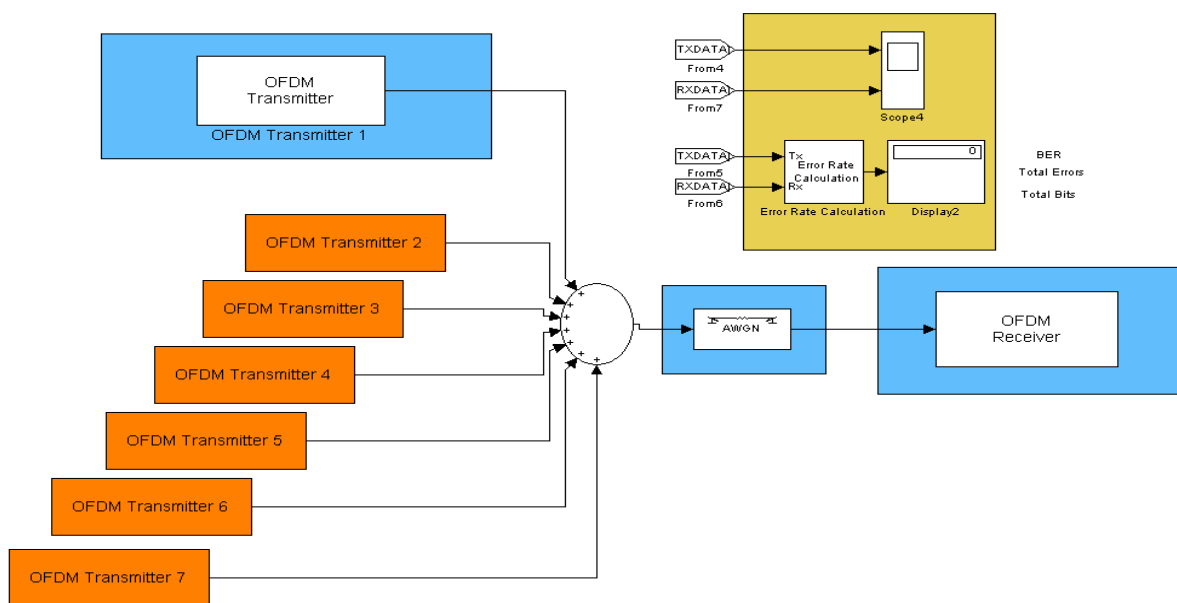 OFDM
Transmitter
OFDM Transmitter 1
TXDATA
From4
RXDATA
From7
Scope4
TXDATA
From5
RXDATA
From6
Tx
Error Rate
Calculation
Rx
Error Rate Calculation
0
Display2
BER
Total Errors
Total Bits
OFDM Transmitter 2
OFDM Transmitter 3
OFDM Transmitter 4
OFDM Transmitter 5
OFDM Transmitter 6
OFDM Transmitter 7
+
+
+
+
+
+
+
AWGN
OFDM
Receiver